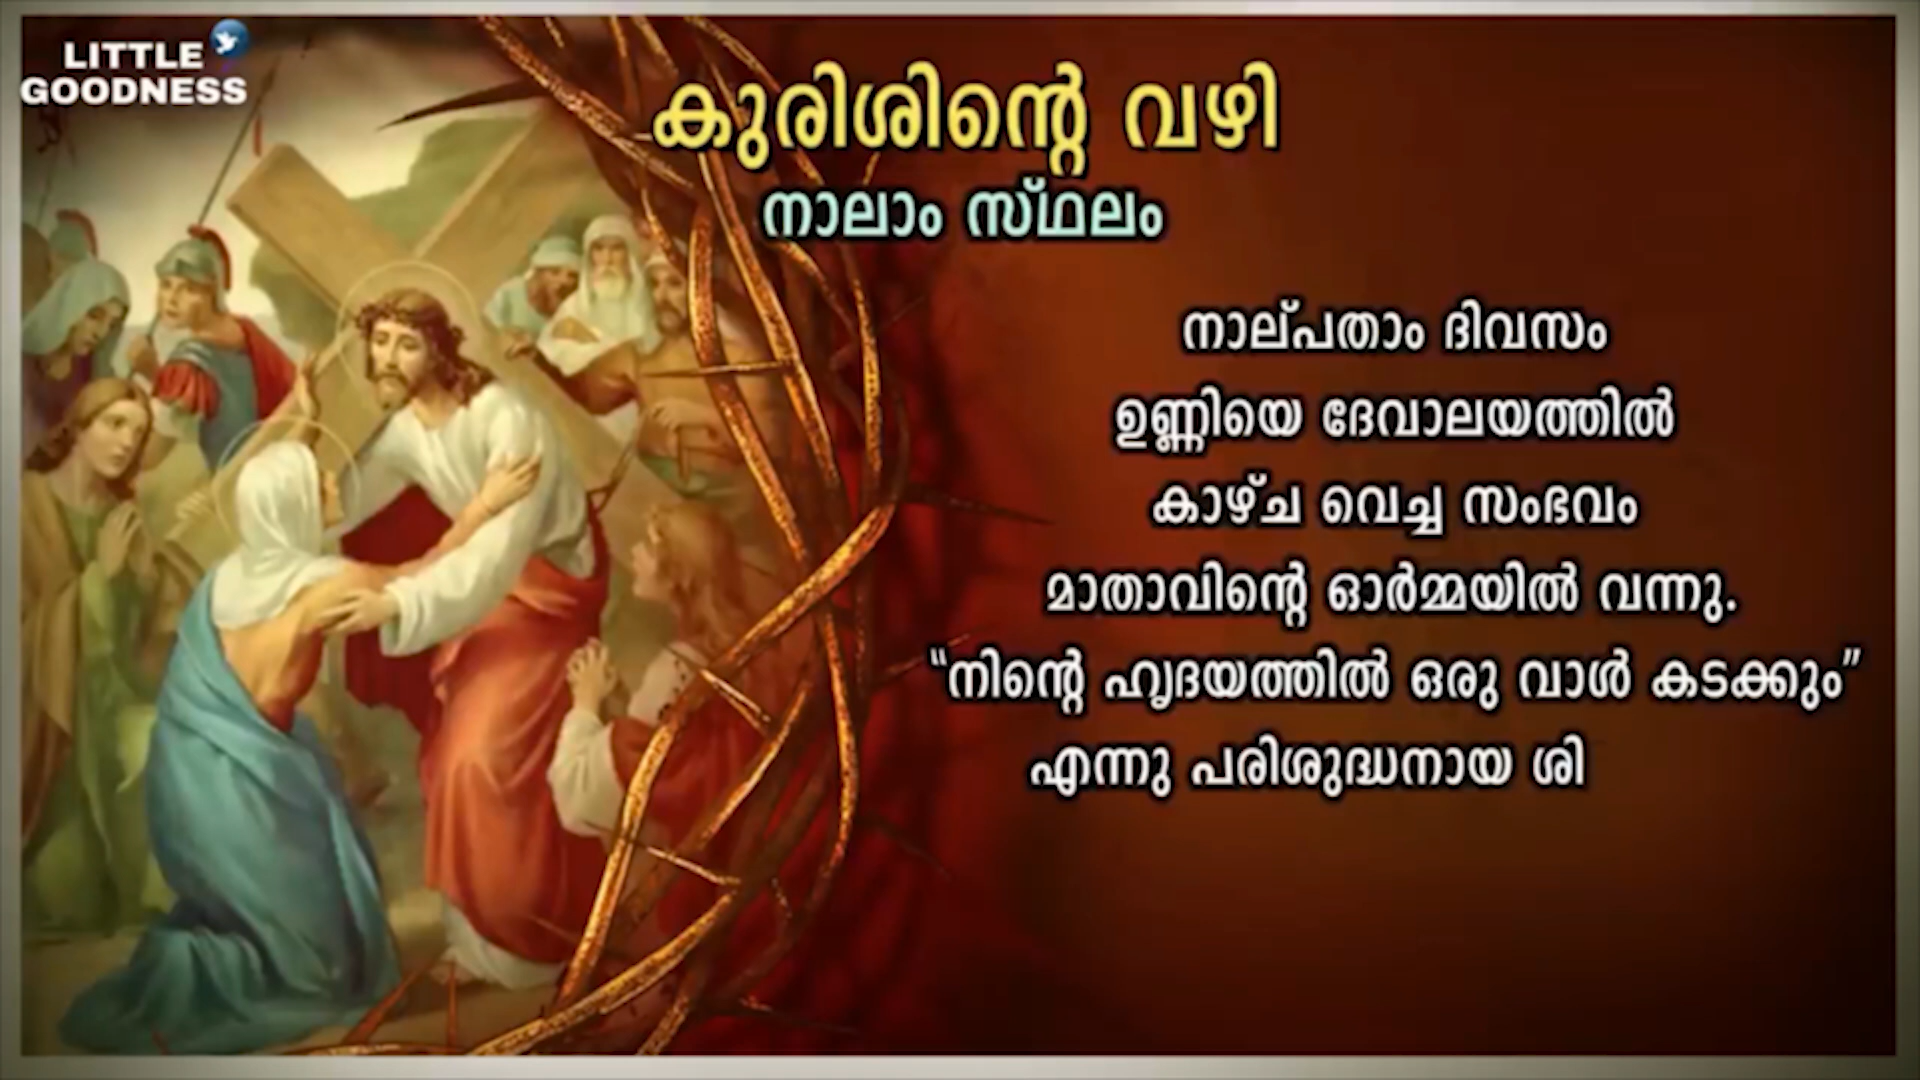 LITTLE
GOODNESS
കുരിശിന്റെ വഴി
നാലാം സ്ഥലം
നാല്പതാം ദിവസം
ഉണ്ണിയെ ദേവാലയത്തിൽ
കാഴ്ച വെച്ച സംഭവം
മാതാവിന്റെ ഓർമ്മയിൽ വന്നു.
“നിന്റെ ഹൃദയത്തിൽ ഒരു വാൾ കടക്കും”
എന്നു പരിശുദ്ധനായ ശി